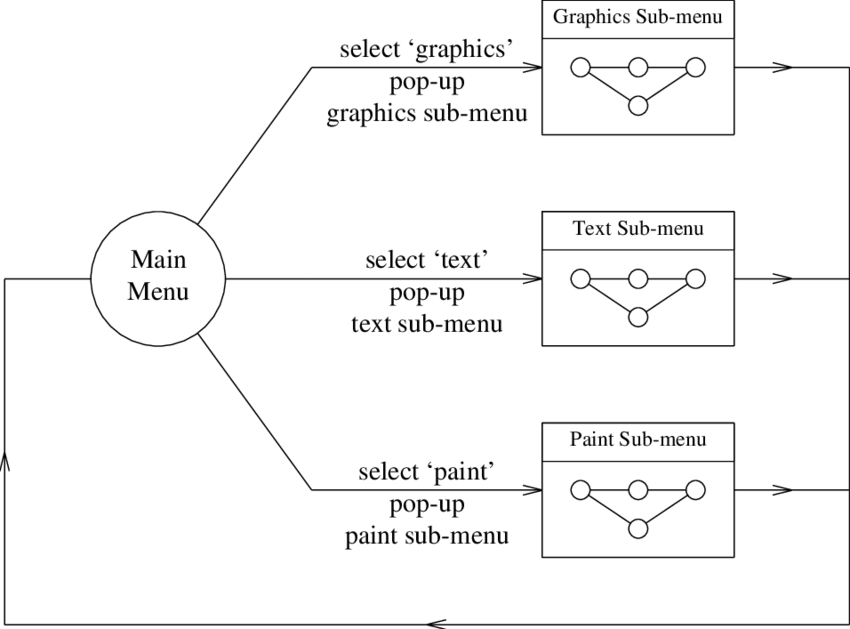 Graphics Sub-menu
select ‘graphics’
pop-up
graphics sub-menu
Text Sub-menu
Main
Menu
select ‘text’
pop-up
text sub-menu
Paint Sub-menu
select ‘paint’
pop-up
paint sub-menu